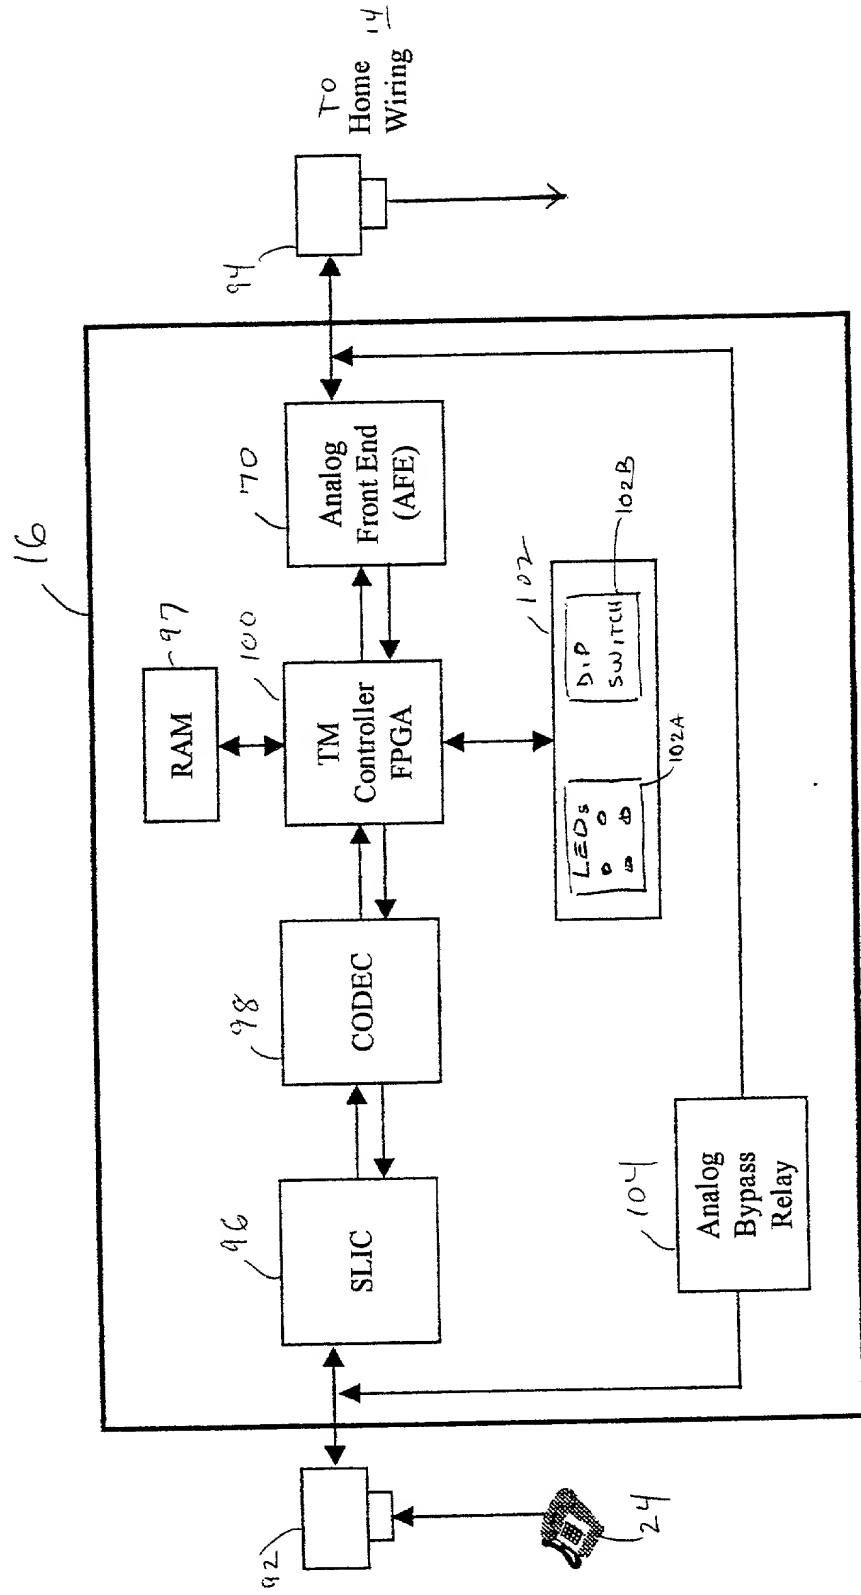 16
RAM
97
92
SLIC
96
CODEC
98
TM
Controller
FPGA
100
Analog
Front End
(AFE)
70
94
TO
Home 14
Wiring
24
Analog
Bypass
Relay
104
LEDs
102A
DIP
SWITCH
102B
102